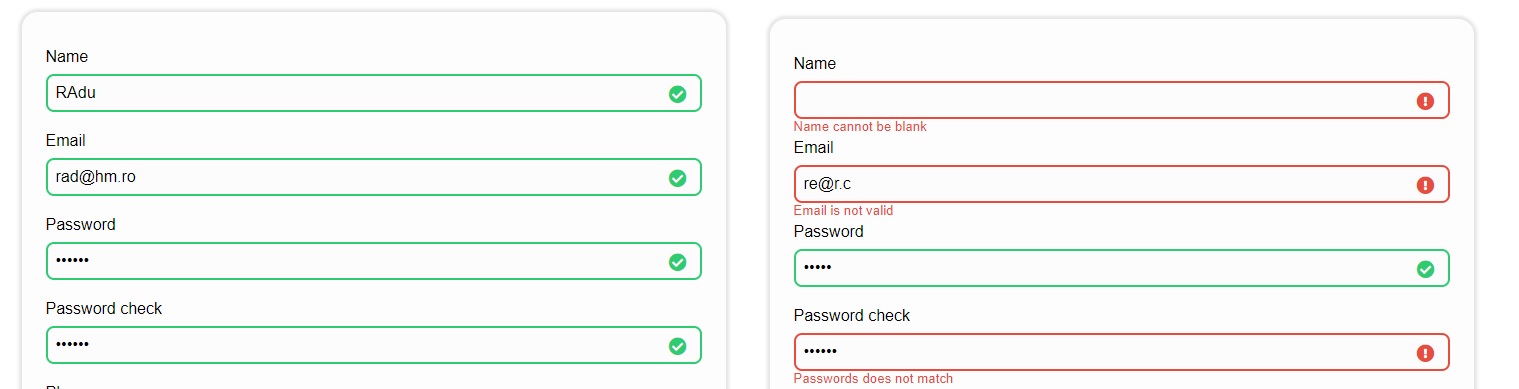 Name
RAdu
Email
rad@hm.ro
Password
••••••
Password check
••••••
Name
Name cannot be blank
Email
re@r.c
Email is not valid
Password
•••••
Password check
••••••
Passwords does not match